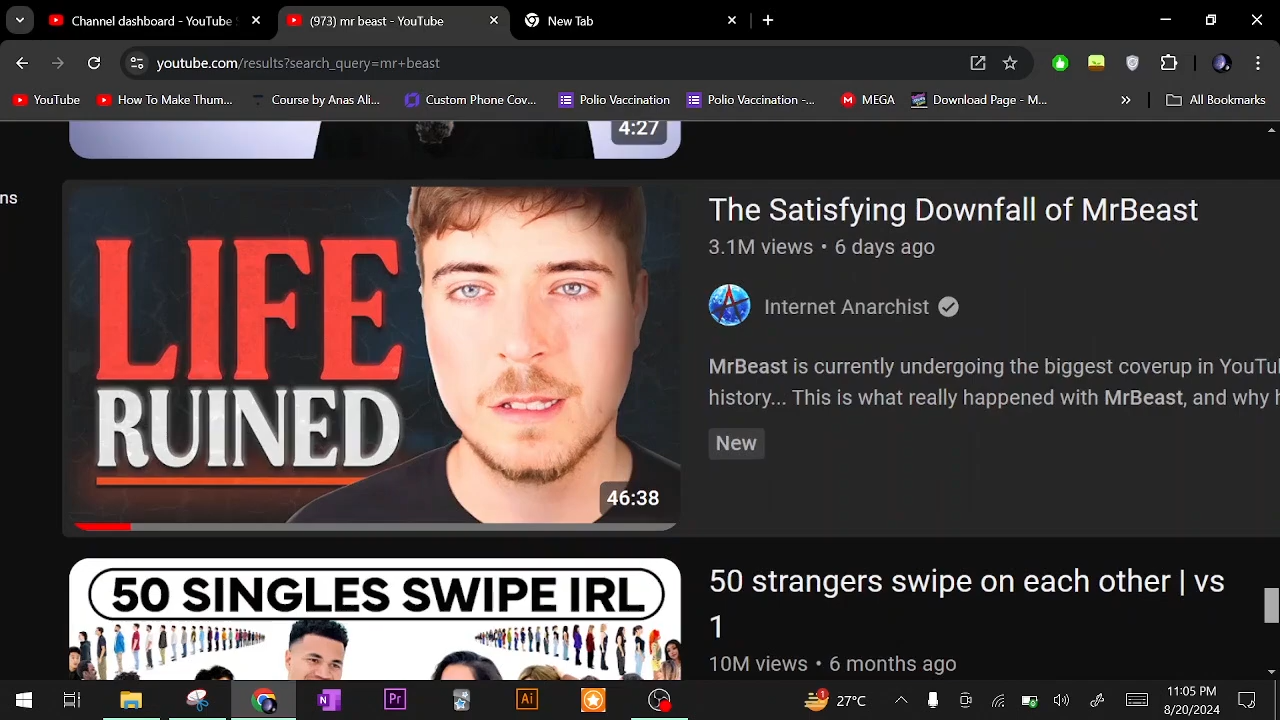 Channel dashboard - YouTube
(973) mr beast - YouTube
New Tab
youtube.com/results?search_query=mr+beast
YouTube
How To Make Thum...
Course by Anas Ali...
Custom Phone Cov...
Polio Vaccination
Polio Vaccination -...
MEGA
Download Page - M...
»
All Bookmarks
4:27
ns
LIFE
RUINED
46:38
The Satisfying Downfall of MrBeast
3.1M views • 6 days ago
Internet Anarchist
MrBeast is currently undergoing the biggest coverup in YouTu
history... This is what really happened with MrBeast, and why h
New
50 SINGLES SWIPE IRL
50 strangers swipe on each other | vs
1
10M views • 6 months ago
N
Pr
Ai
1
27°C
11:05 PM
8/20/2024